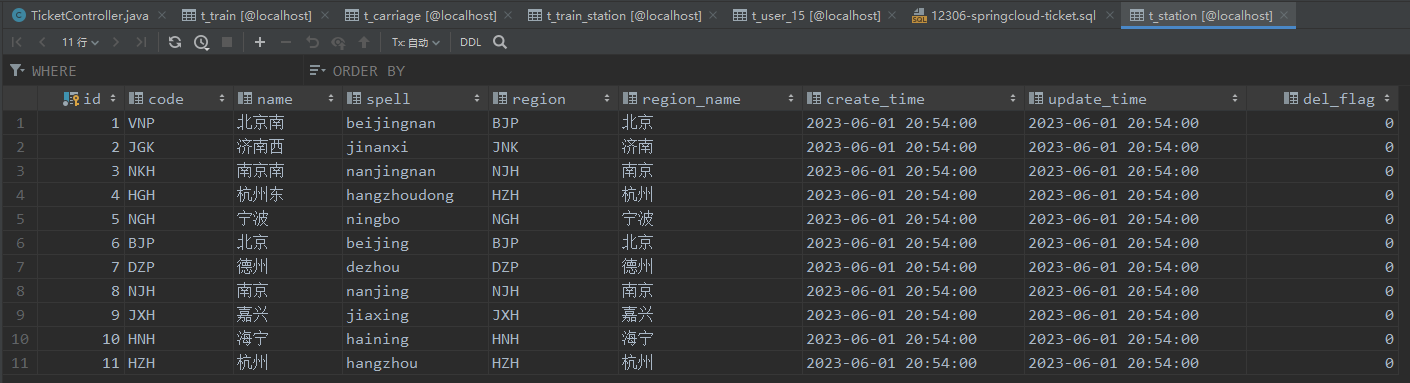 TicketController.java t_train [@localhost] t_carriage [@localhost] t_train_station [@localhost] t_user_15 [@localhost] 12306-springcloud-ticket.sql t_station [@localhost]
11 行 Tx: 自动 DDL
WHERE ORDER BY
id code name spell region region_name create_time update_time del_flag
1 1 VNP 北京南 beijingnan BJP 北京 2023-06-01 20:54:00 2023-06-01 20:54:00 0
2 2 JGK 济南西 jinanxi JNK 济南 2023-06-01 20:54:00 2023-06-01 20:54:00 0
3 3 NKH 南京南 nanjingnan NJH 南京 2023-06-01 20:54:00 2023-06-01 20:54:00 0
4 4 HGH 杭州东 hangzhoudong HZH 杭州 2023-06-01 20:54:00 2023-06-01 20:54:00 0
5 5 NGH 宁波 ningbo NGH 宁波 2023-06-01 20:54:00 2023-06-01 20:54:00 0
6 6 BJP 北京 beijing BJP 北京 2023-06-01 20:54:00 2023-06-01 20:54:00 0
7 7 DZP 德州 dezhou DZP 德州 2023-06-01 20:54:00 2023-06-01 20:54:00 0
8 8 NJH 南京 nanjing NJH 南京 2023-06-01 20:54:00 2023-06-01 20:54:00 0
9 9 JXH 嘉兴 jiaxing JXH 嘉兴 2023-06-01 20:54:00 2023-06-01 20:54:00 0
10 10 HNH 海宁 haining HNH 海宁 2023-06-01 20:54:00 2023-06-01 20:54:00 0
11 11 HZH 杭州 hangzhou HZH 杭州 2023-06-01 20:54:00 2023-06-01 20:54:00 0